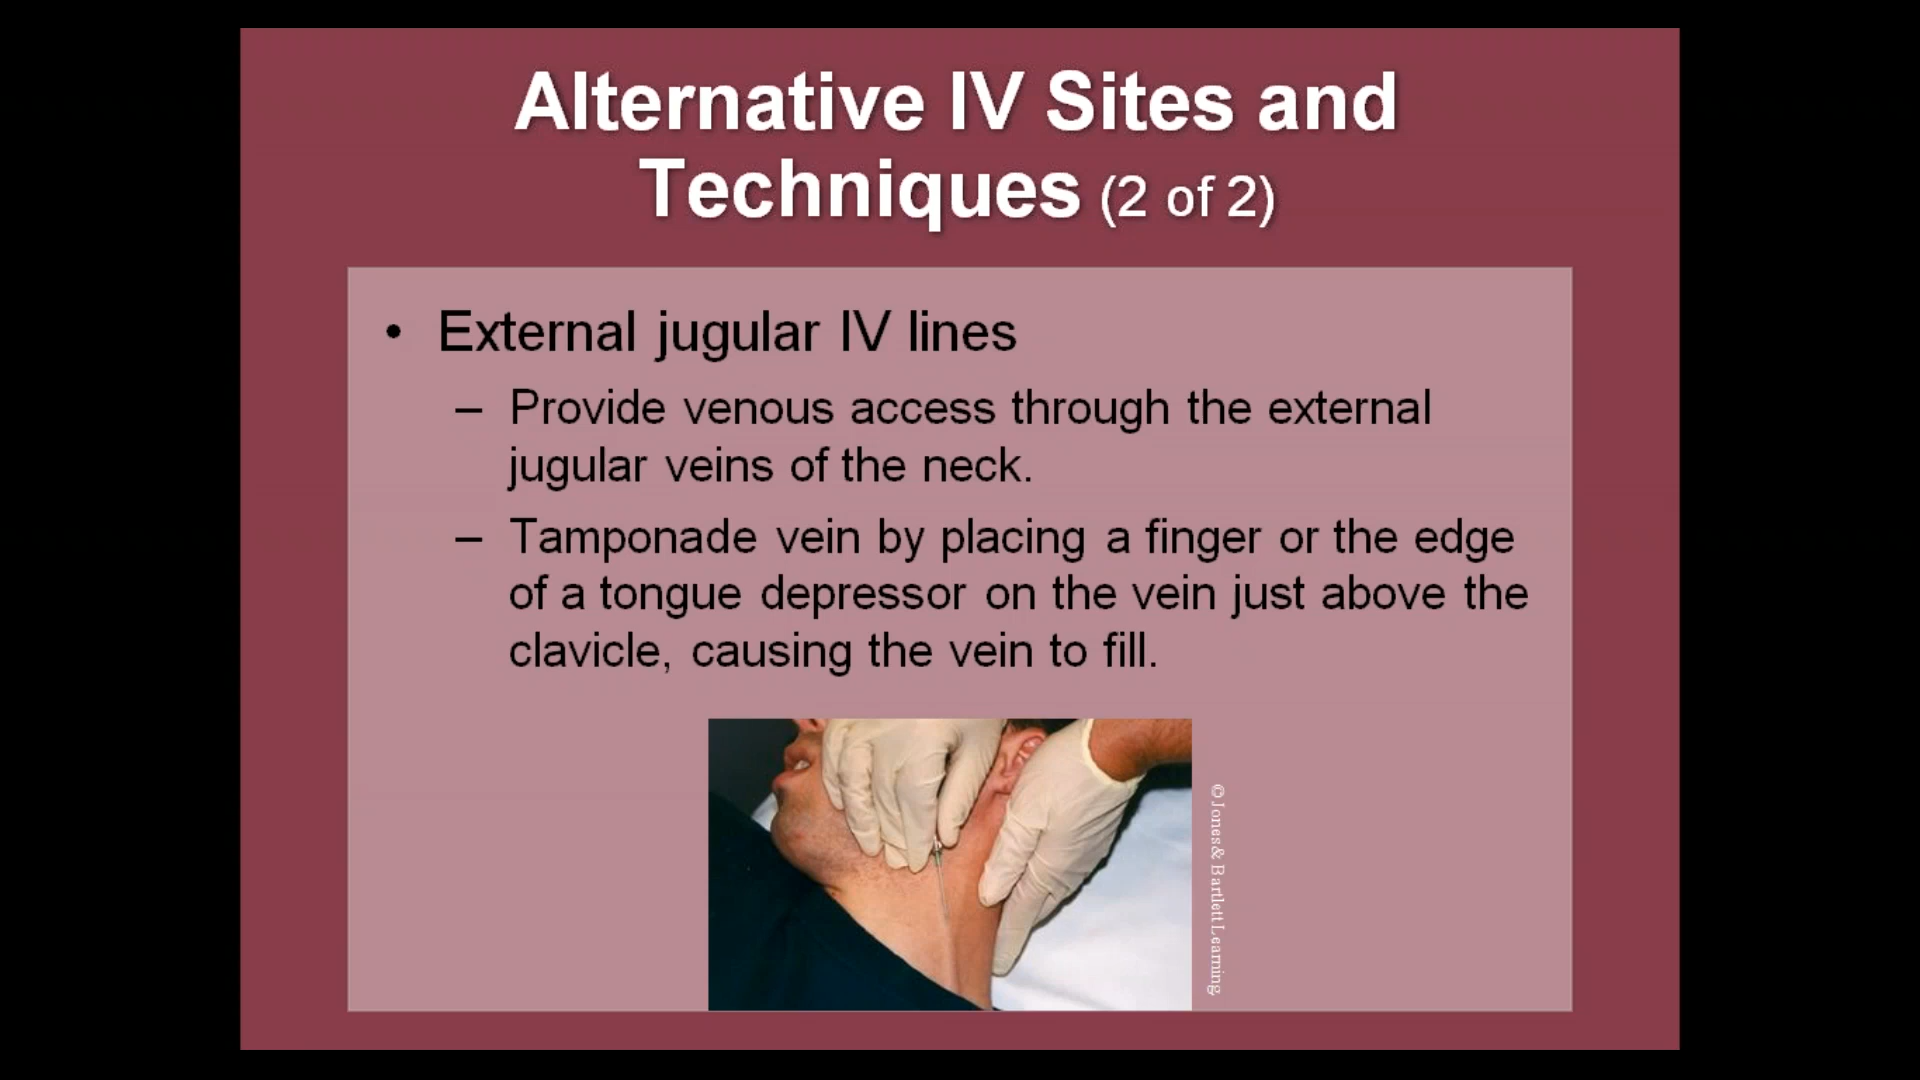 Alternative IV Sites and
Techniques (2 of 2)
• External jugular IV lines
– Provide venous access through the external
jugular veins of the neck.
– Tamponade vein by placing a finger or the edge
of a tongue depressor on the vein just above the
clavicle, causing the vein to fill.
© Jones & Bartlett Learning